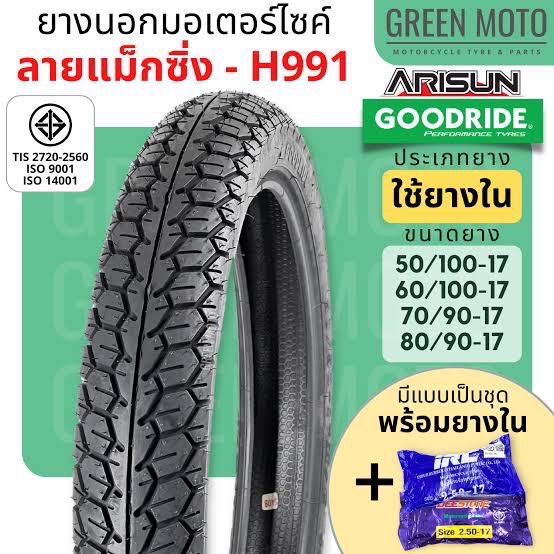 ยางนอกมอเตอร์ไซค์
ลายแม็กซิ่ง - H991
TIS 2720-2560
ISO 9001
ISO 14001
GREEN MOTO
MOTORCYCLE TYRE & PARTS
ARISUN
GOODRIDE
PERFORMANCE TYRES
ประเภทยาง
ใช้ยางใน
ขนาดยาง
50/100-17
60/100-17
70/90-17
80/90-17
มีแบบเป็นชุด
พร้อมยางใน
+
IRC
2.50-17
Size 2.50-17